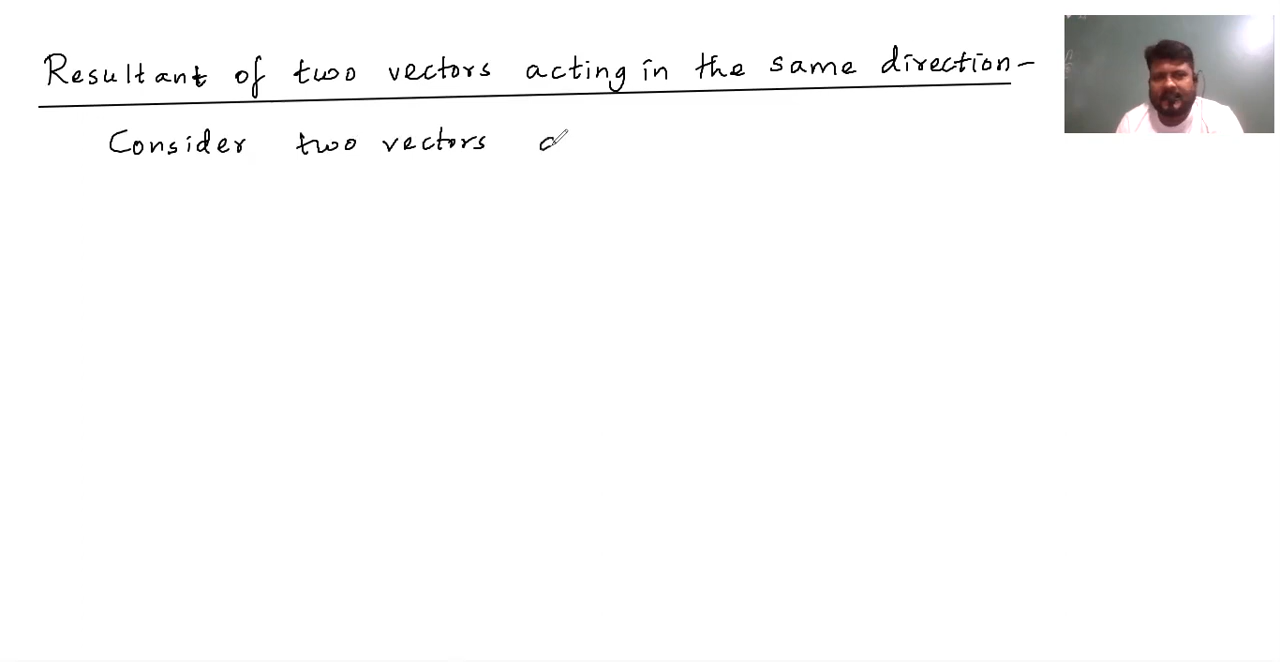 Resultant of two vectors acting in the same direction-
Consider two vectors